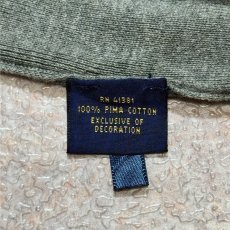 RN 41381
100% PIMA COTTON
EXCLUSIVE OF
DECORATION